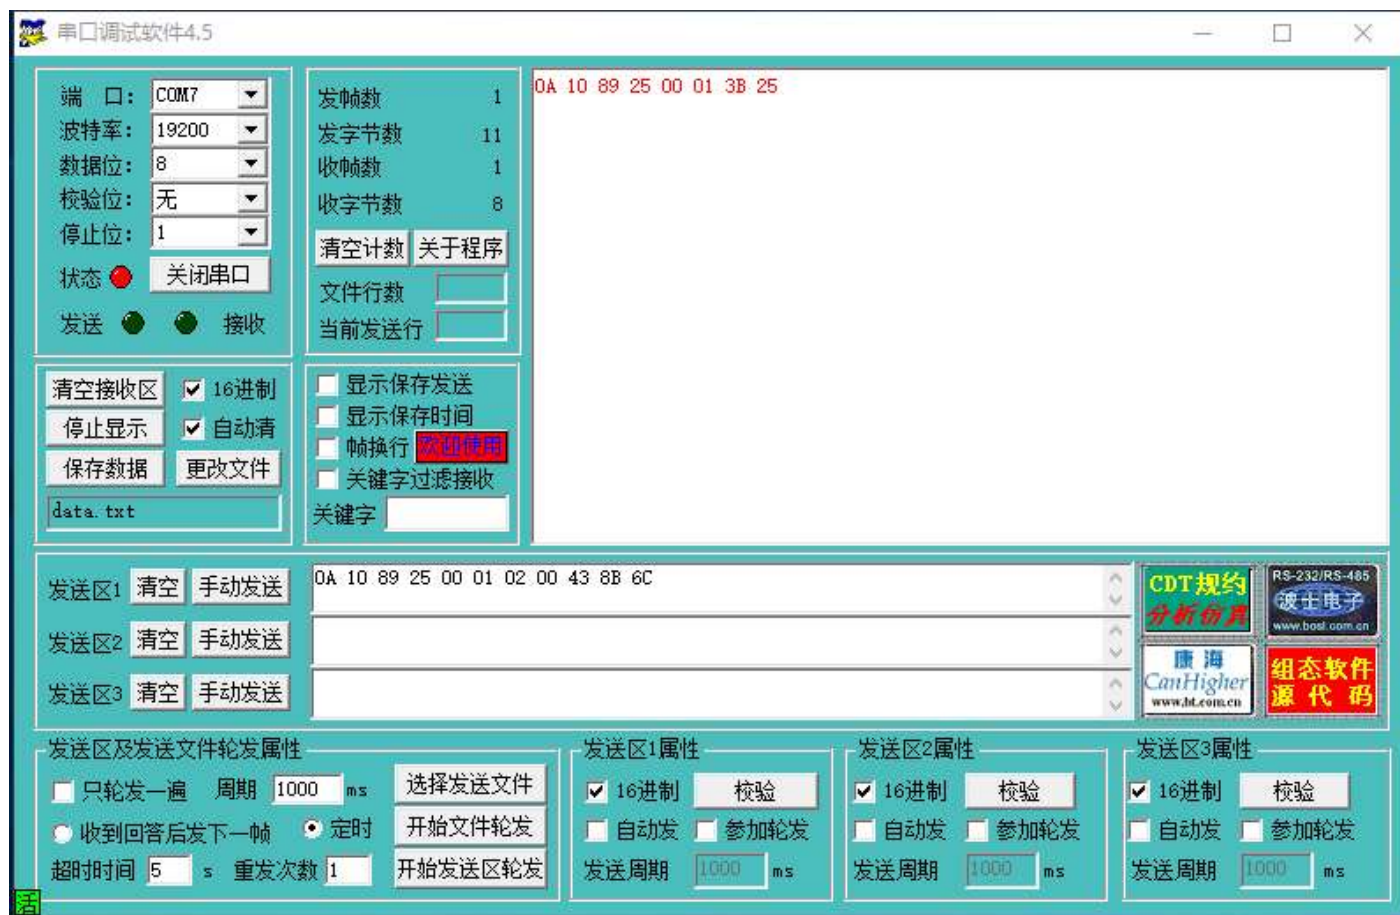 串口调试软件4.5
端 口: COM7
波特率: 19200
数据位: 8
校验位: 无
停止位: 1
状态 关闭串口
发送 接收
发帧数 1
发字节数 11
收帧数 1
收字节数 8
清空计数 关于程序
文件行数
当前发送行
0A 10 89 25 00 01 3B 25
清空接收区 16进制
停止显示 自动清
保存数据 更改文件
data.txt
显示保存发送
显示保存时间
帧换行 欢迎使用
关键字过滤接收
关键字
发送区1 清空 手动发送 0A 10 89 25 00 01 02 00 43 8B 6C
发送区2 清空 手动发送
发送区3 清空 手动发送
CDT规约
分析仿真
RS-232/RS-485
波士电子
www.bosi.com.cn
康海
CanHigher
www.ht.com.cn
组态软件
源代码
发送区及发送文件轮发属性
只轮发一遍 周期 1000 ms 选择发送文件
收到回答后发下一帧 定时 开始文件轮发
超时时间 5 s 重发次数 1 开始发送区轮发
发送区1属性
16进制 校验
自动发 参加轮发
发送周期 1000 ms
发送区2属性
16进制 校验
自动发 参加轮发
发送周期 1000 ms
发送区3属性
16进制 校验
自动发 参加轮发
发送周期 1000 ms
活